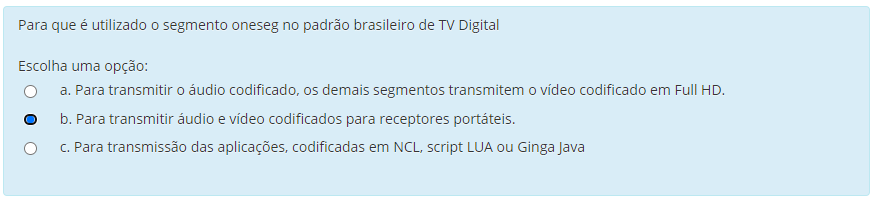 Para que é utilizado o segmento oneseg no padrão brasileiro de TV Digital
Escolha uma opção:
a. Para transmitir o áudio codificado, os demais segmentos transmitem o vídeo codificado em Full HD.
b. Para transmitir áudio e vídeo codificados para receptores portáteis.
c. Para transmissão das aplicações, codificadas em NCL, script LUA ou Ginga Java